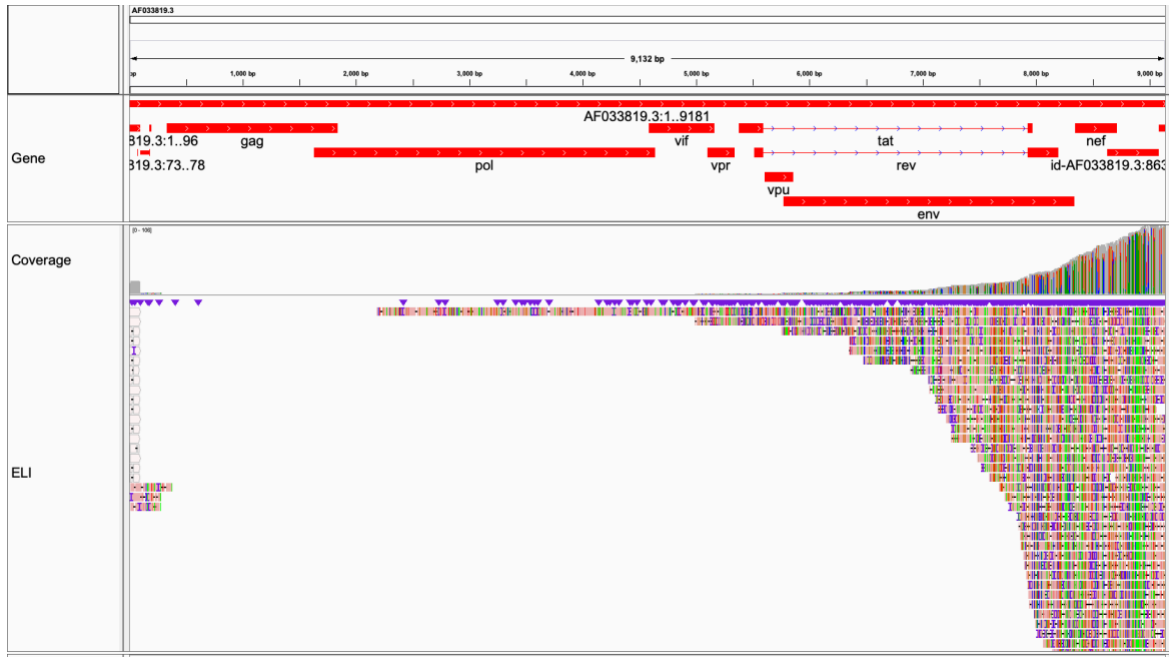 AF033819.3
9,132 bp
bp 1,000 bp 2,000 bp 3,000 bp 4,000 bp 5,000 bp 6,000 bp 7,000 bp 8,000 bp 9,000 bp
Gene
AF033819.3:1..9181
819.3:1..96 gag vif tat nef
319.3:73..78 pol vpr rev id-AF033819.3:863
vpu
env
Coverage
[0 - 100]
ELI